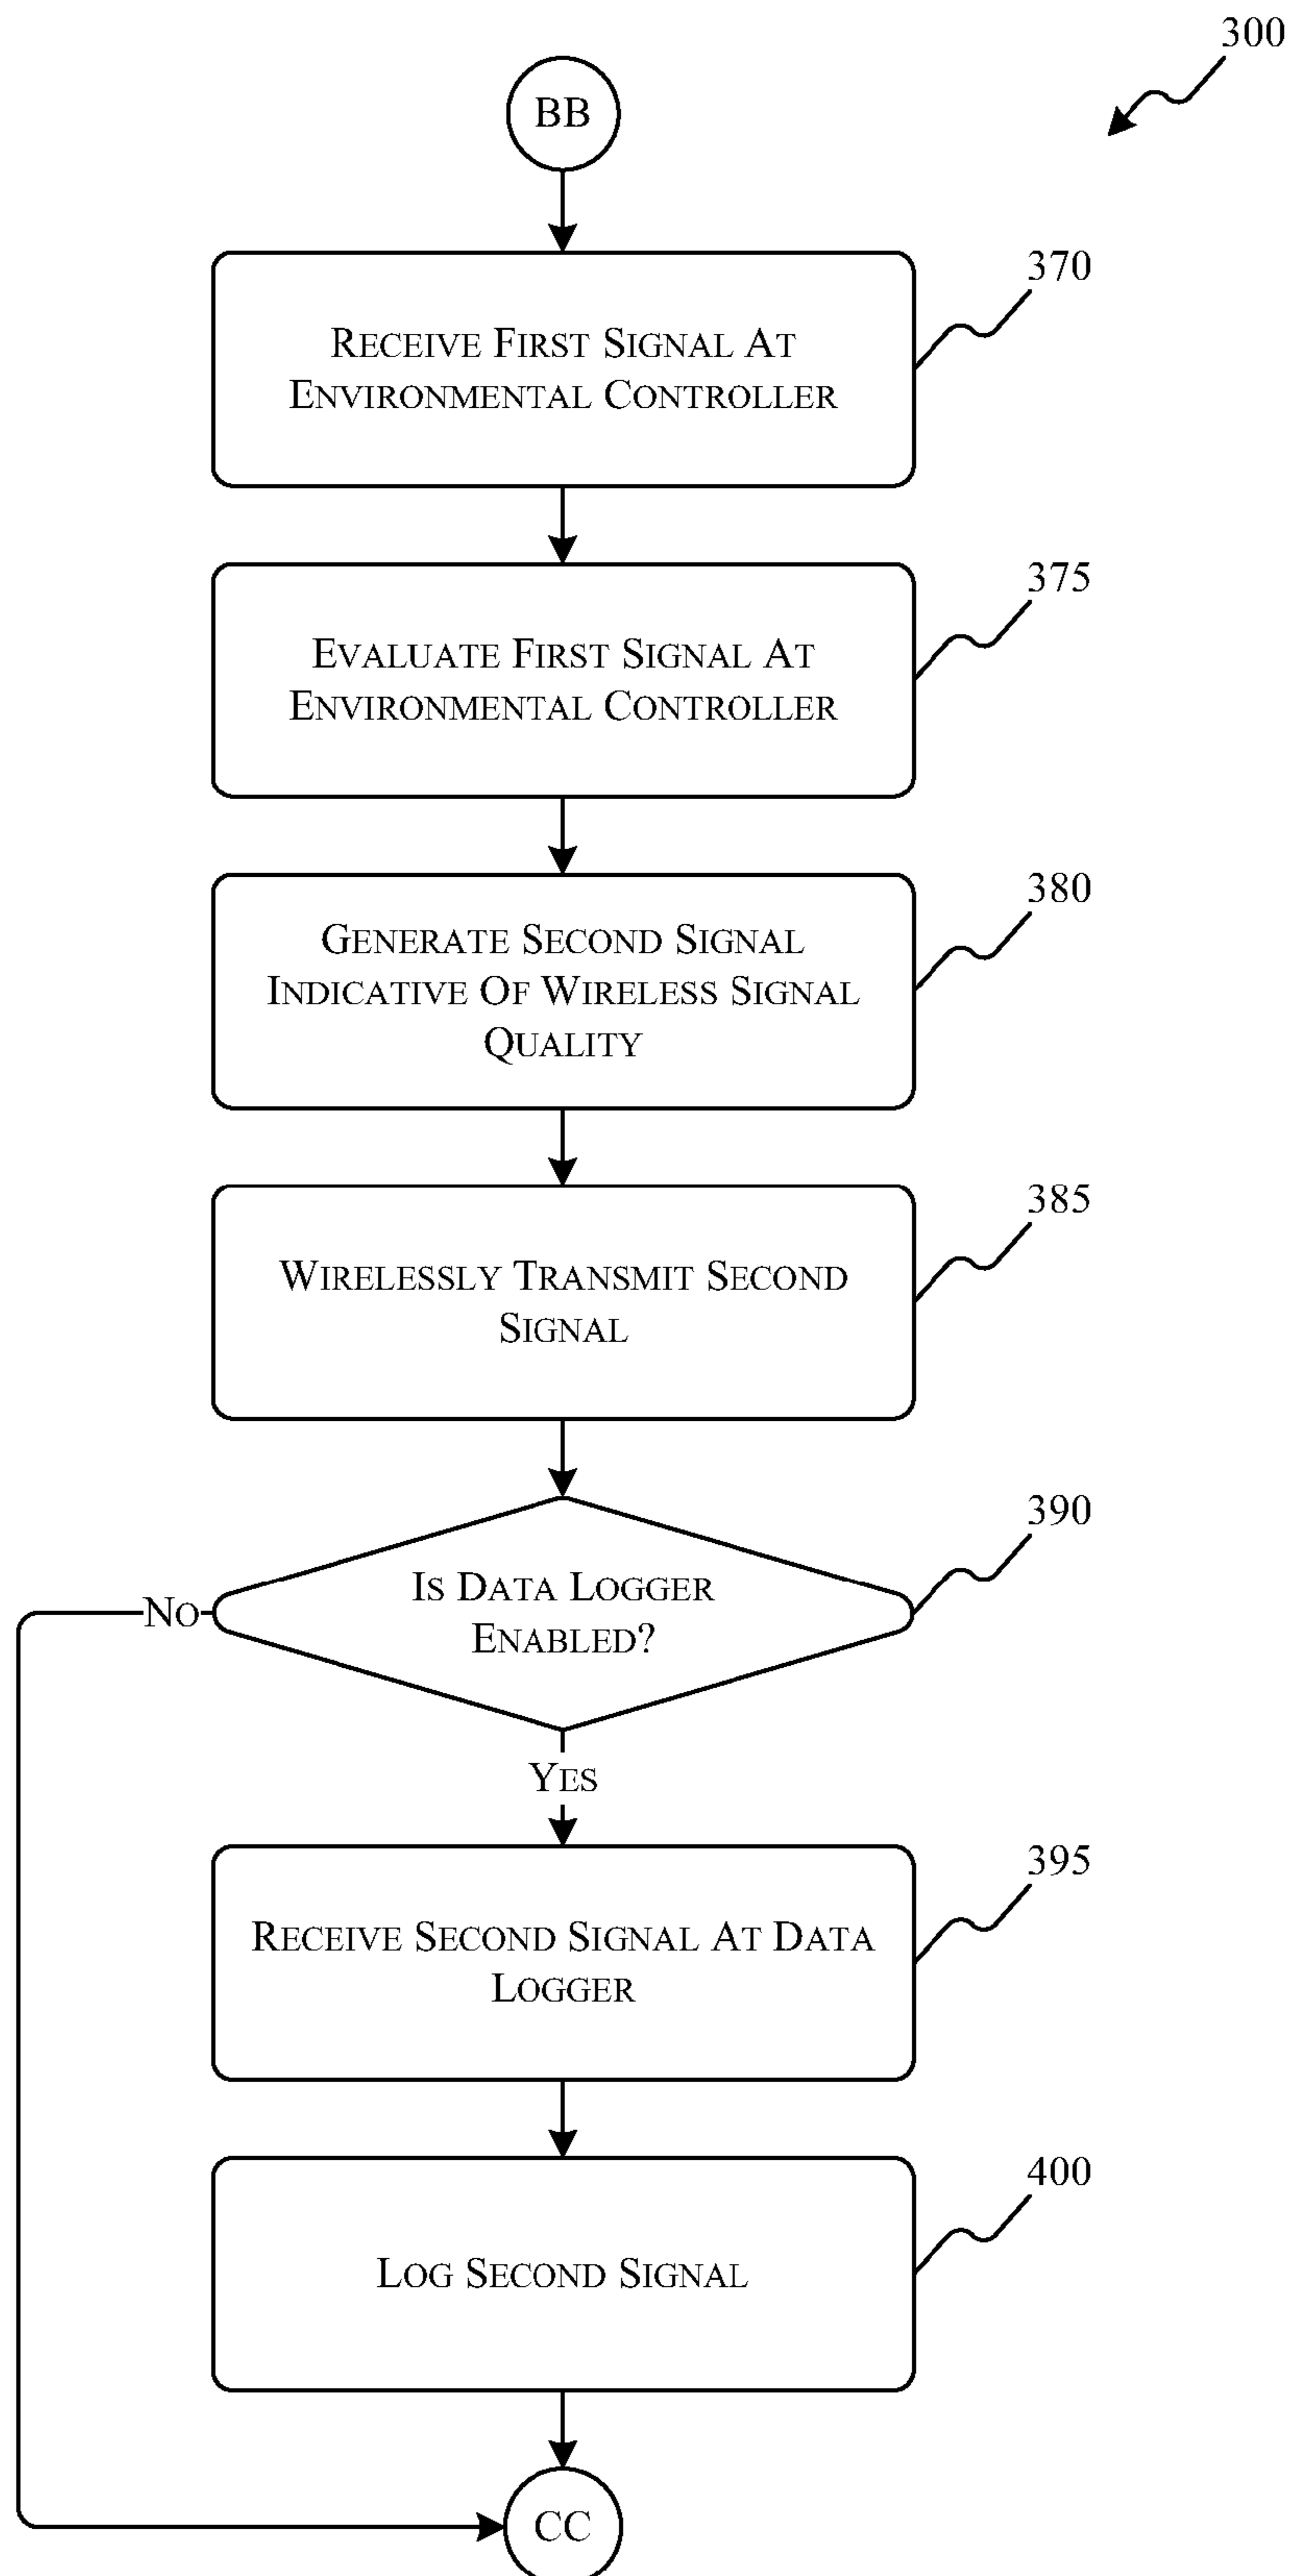 300
BB
370
RECEIVE FIRST SIGNAL AT
ENVIRONMENTAL CONTROLLER
375
EVALUATE FIRST SIGNAL AT
ENVIRONMENTAL CONTROLLER
380
GENERATE SECOND SIGNAL
INDICATIVE OF WIRELESS SIGNAL
QUALITY
385
WIRELESSLY TRANSMIT SECOND
SIGNAL
390
IS DATA LOGGER
ENABLED?
NO
YES
395
RECEIVE SECOND SIGNAL AT DATA
LOGGER
400
LOG SECOND SIGNAL
CC